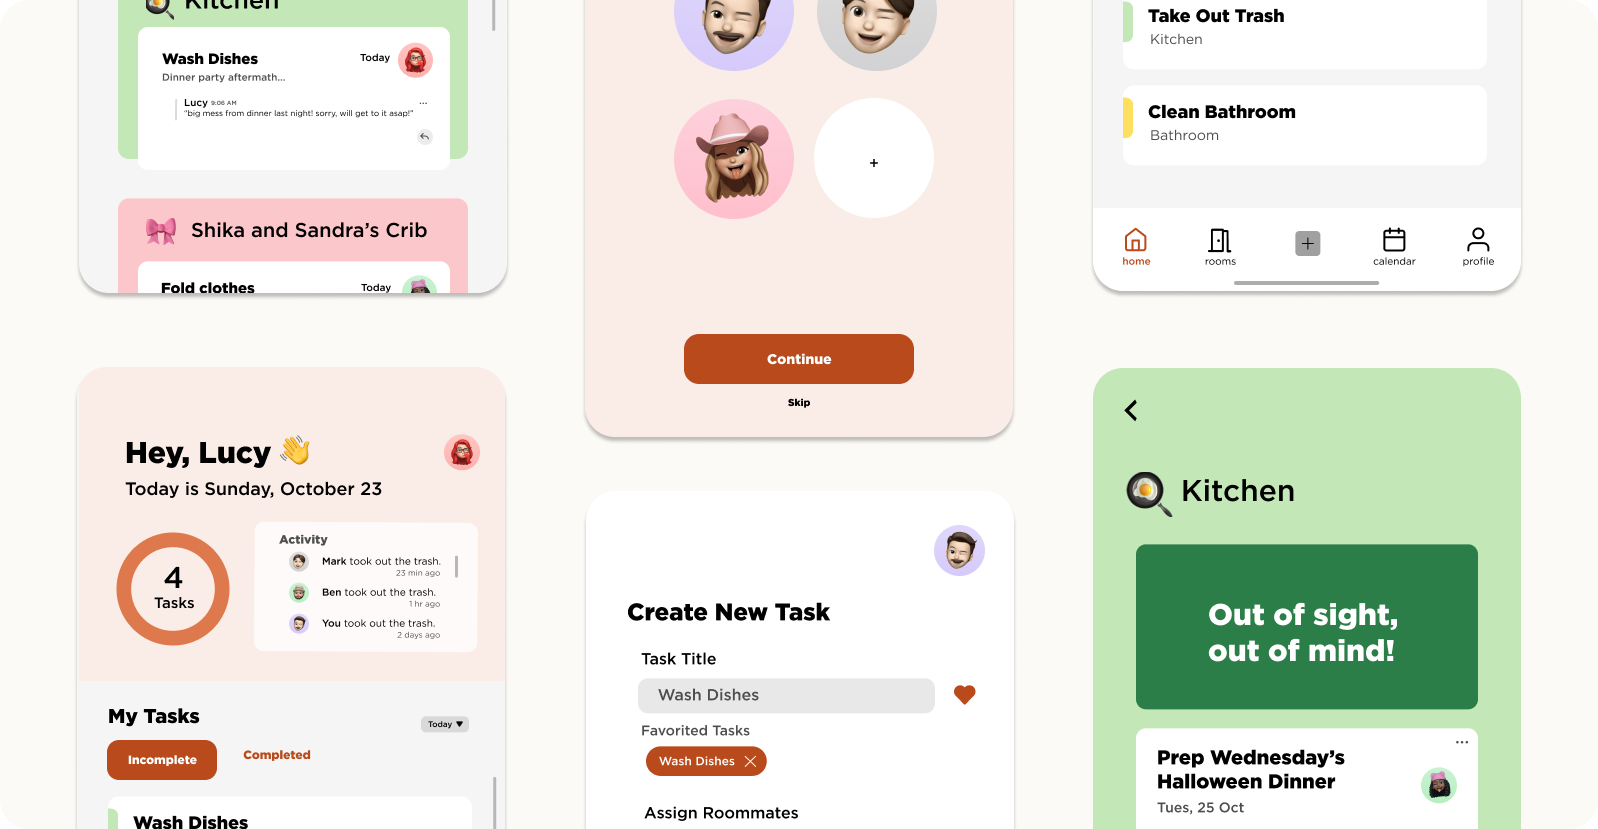 Kitchen
Wash Dishes
Today
Dinner party aftermath...
Lucy 9:06 AM
"big mess from dinner last night! sorry, will get to it asap!"
Shika and Sandra's Crib
Fold clothes
Today
Hey, Lucy
Today is Sunday, October 23
4
Tasks
Activity
Mark took out the trash.
23 min ago
Ben took out the trash.
1 hr ago
You took out the trash.
2 days ago
My Tasks
Today ▼
Incomplete
Completed
Wash Dishes
+
Continue
Skip
Create New Task
Task Title
Wash Dishes
Favorited Tasks
Wash Dishes
Assign Roommates
Take Out Trash
Kitchen
Clean Bathroom
Bathroom
home
rooms
calendar
profile
Kitchen
Out of sight,
out of mind!
Prep Wednesday's
Halloween Dinner
Tues, 25 Oct